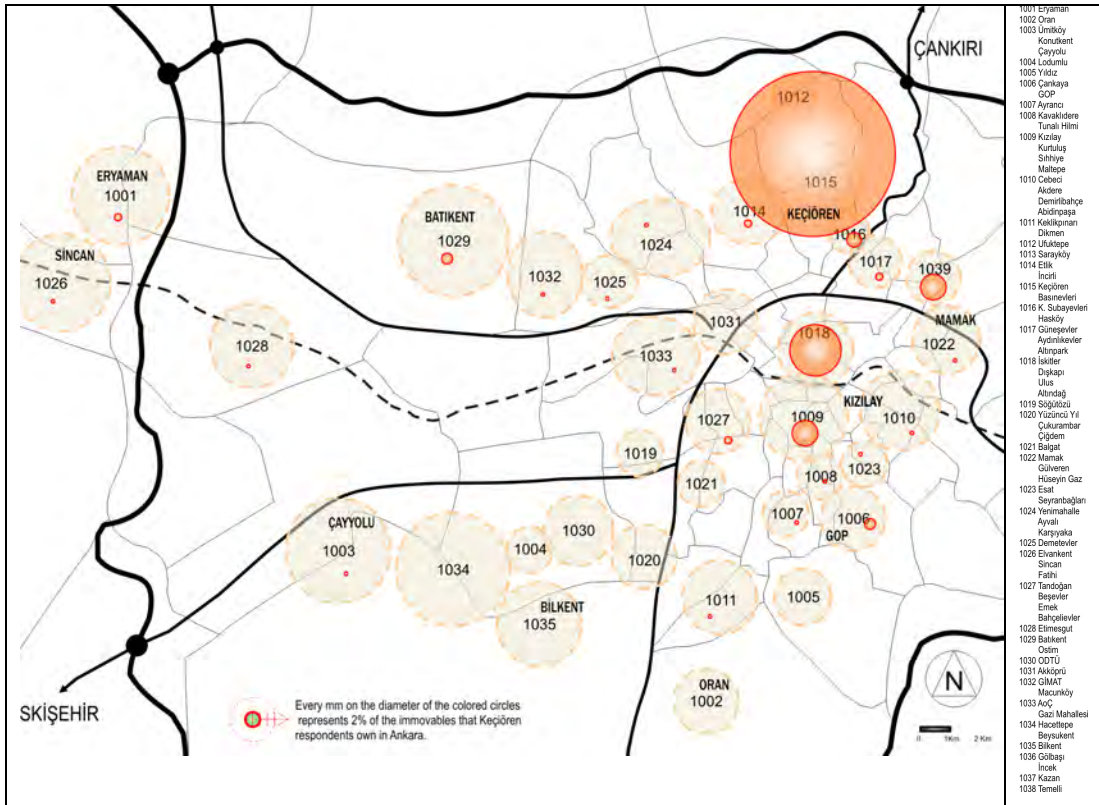 ÇANKIRI
1012
1015
ERYAMAN
1001
1014
KEÇİÖREN
BATIKENT
1029
1024
1016
SİNCAN
1026
1032
1025
1017
1039
1031
1018
MAMAK
1022
1028
1033
KIZILAY
1027
1009
1010
1019
1023
1021
1008
ÇAYYOLU
1003
1030
1007
1006
GOP
1004
1034
1020
1005
1011
BİLKENT
1035
ORAN
1002
N
SKİŞEHİR
Every mm on the diameter of the colored circles
represents 2% of the immovables that Keçiören
respondents own in Ankara.
0 1Km 2 Km
1001 Eryaman
1002 Oran
1003 Ümitköy
Konutkent
Çayyolu
1004 Lodumlu
1005 Yıldız
1006 Çankaya
GOP
1007 Ayrancı
1008 Kavaklıdere
Tunalı Hilmi
1009 Kızılay
Kurtuluş
Sıhhiye
Maltepe
1010 Cebeci
Akdere
Demirlibahçe
Abidinpaşa
1011 Keklikpınarı
Dikmen
1012 Ufuktepe
1013 Sarayköy
1014 Etlik
İncirli
1015 Keçiören
Basınevleri
1016 K. Subayevleri
Hasköy
1017 Güneşevler
Aydınlıkevler
Altınpark
1018 İskitler
Dışkapı
Ulus
Altındağ
1019 Söğütözü
1020 Yüzüncü Yıl
Çukurambar
Çiğdem
1021 Balgat
1022 Mamak
Gülveren
Hüseyin Gaz
1023 Esat
Seyranbağları
1024 Yenimahalle
Ayvalı
Karşıyaka
1025 Demetevler
1026 Elvankent
Sincan
Fatihi
1027 Tandoğan
Beşevler
Emek
Bahçelievler
1028 Etimesgut
1029 Batıkent
Ostim
1030 ODTÜ
1031 Akköprü
1032 GİMAT
Macunköy
1033 AoÇ
Gazi Mahallesi
1034 Hacettepe
Beysukent
1035 Bilkent
1036 Gölbaşı
İncek
1037 Kazan
1038 Temelli